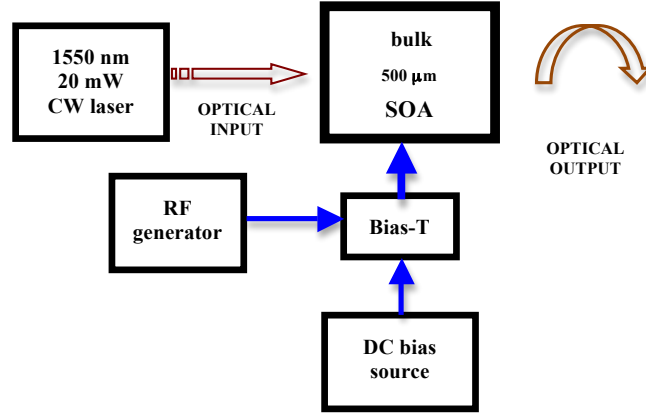 1550 nm
20 mW
CW laser
OPTICAL
INPUT
bulk
500 μm
SOA
OPTICAL
OUTPUT
RF
generator
Bias-T
DC bias
source